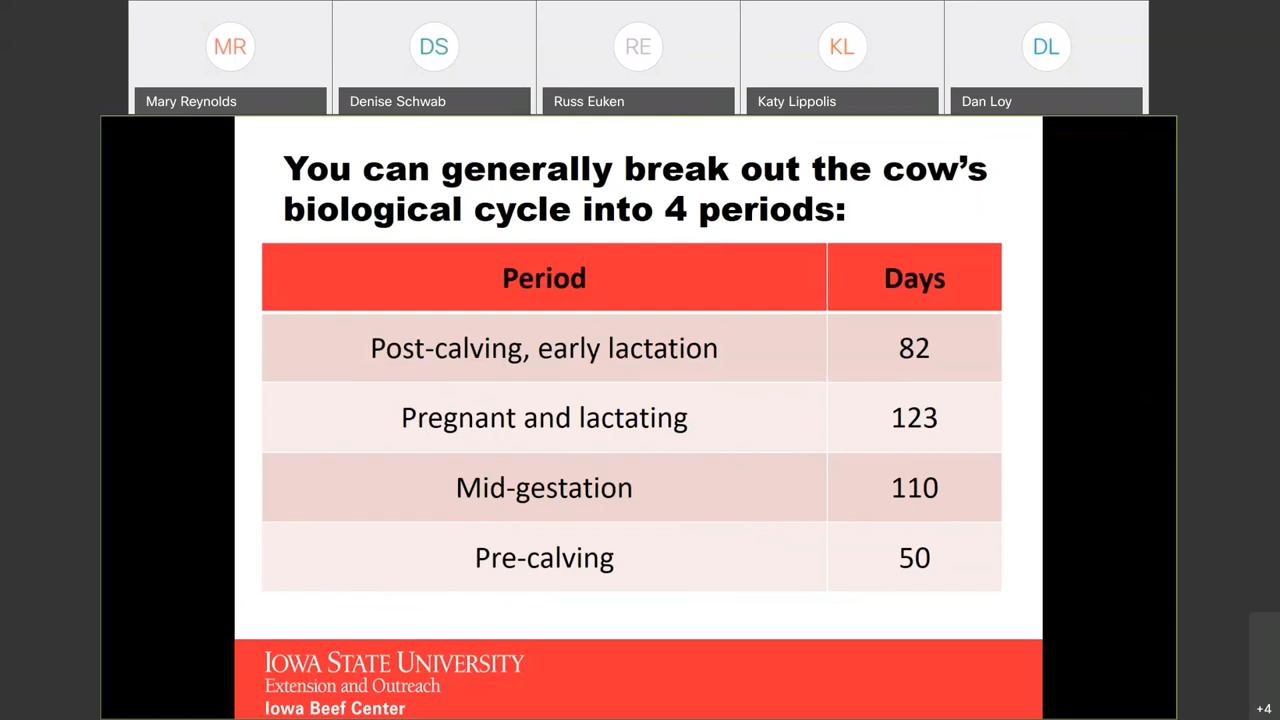 MR
DS
RE
KL
DL
Mary Reynolds
Denise Schwab
Russ Euken
Katy Lippolis
Dan Loy
You can generally break out the cow’s
biological cycle into 4 periods:
Period Days
Post-calving, early lactation 82
Pregnant and lactating 123
Mid-gestation 110
Pre-calving 50
IOWA STATE UNIVERSITY
Extension and Outreach
Iowa Beef Center
+4